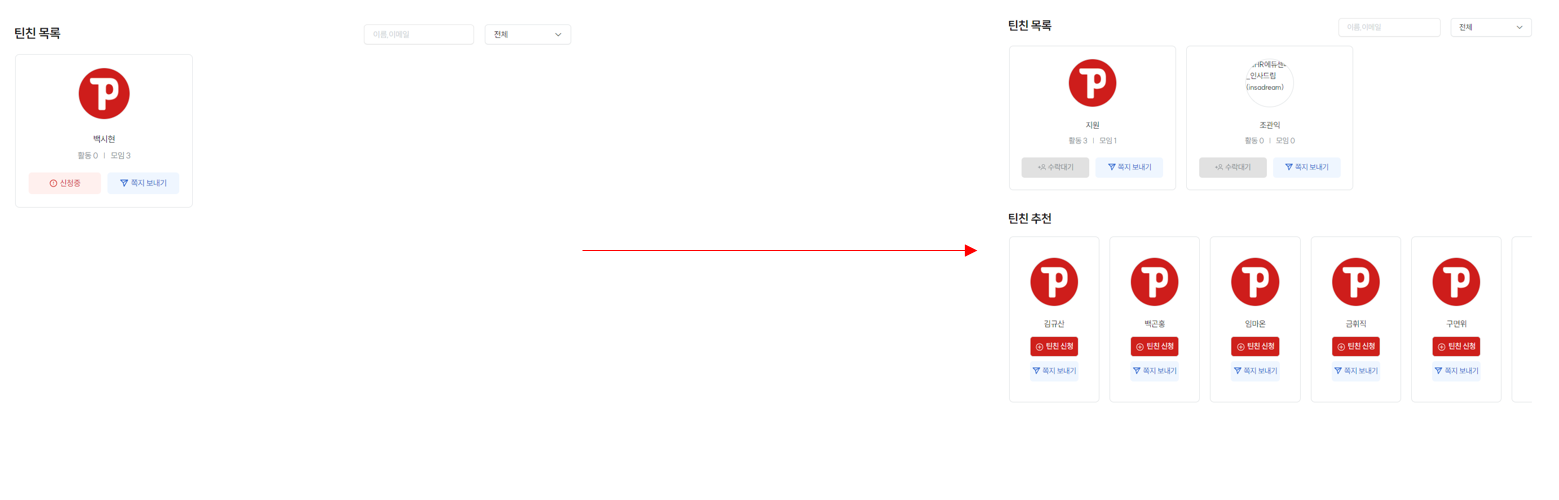 틴친 목록
이름,이메일
전체
백시현
활동 0 | 모임 3
신청중
쪽지 보내기
틴친 목록
이름,이메일
전체
지원
활동 3 | 모임 1
수락대기
쪽지 보내기
HR에듀센
_인사드림
(insadream)
조관익
활동 0 | 모임 0
수락대기
쪽지 보내기
틴친 추천
김규산
틴친 신청
쪽지 보내기
백곤홍
틴친 신청
쪽지 보내기
임마온
틴친 신청
쪽지 보내기
금휘직
틴친 신청
쪽지 보내기
구면위
틴친 신청
쪽지 보내기